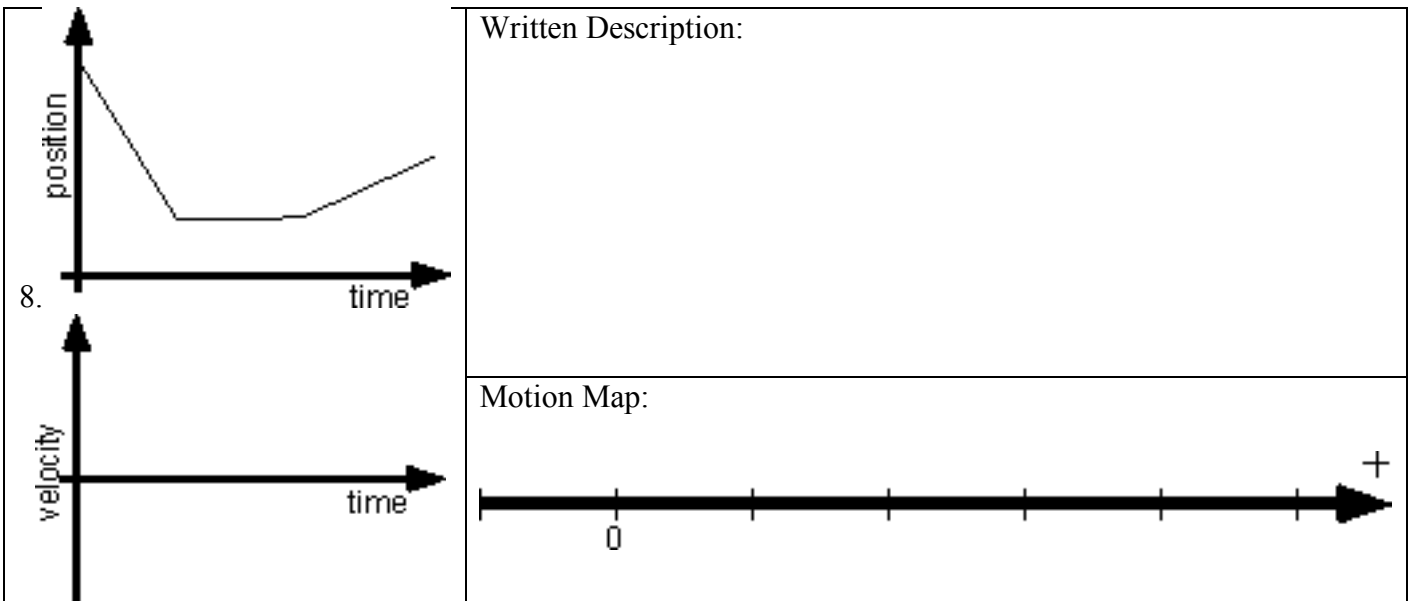 8.
position
time
velocity
time
Written Description:
Motion Map:
+
0